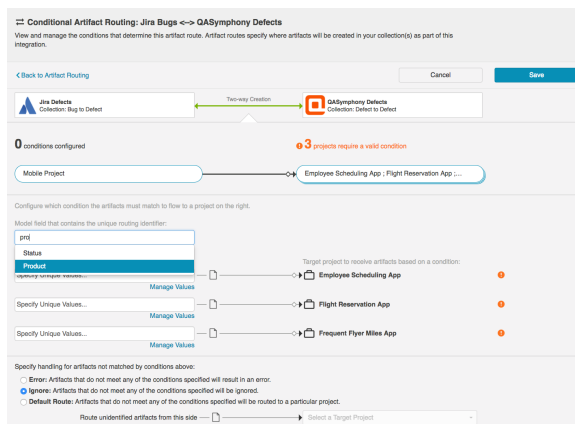 Conditional Artifact Routing: Jira Bugs <--> QASymphony Defects
View and manage the conditions that determine this artifact route. Artifact routes specify where artifacts will be created in your collection(s) as part of this
integration.
Back to Artifact Routing
Cancel
Save
Jira Defects
Collection: Bug to Defect
Two-way Creation
QASymphony Defects
Collection: Defect to Defect
0 conditions configured
3 projects require a valid condition
Mobile Project
Employee Scheduling App ; Flight Reservation App ;...
Configure which condition the artifacts must match to flow to a project on the right.
Model field that contains the unique routing identifier:
pro
Status
Product
Target project to receive artifacts based on a condition:
Specify Unique Values...
Employee Scheduling App
Manage Values
Specify Unique Values...
Flight Reservation App
Manage Values
Specify Unique Values...
Frequent Flyer Miles App
Manage Values
Specify handling for artifacts not matched by conditions above:
Error: Artifacts that do not meet any of the conditions specified will result in an error.
Ignore: Artifacts that do not meet any of the conditions specified will be ignored.
Default Route: Artifacts that do not meet any of the conditions specified will be routed to a particular project.
Route unidentified artifacts from this side
Select a Target Project